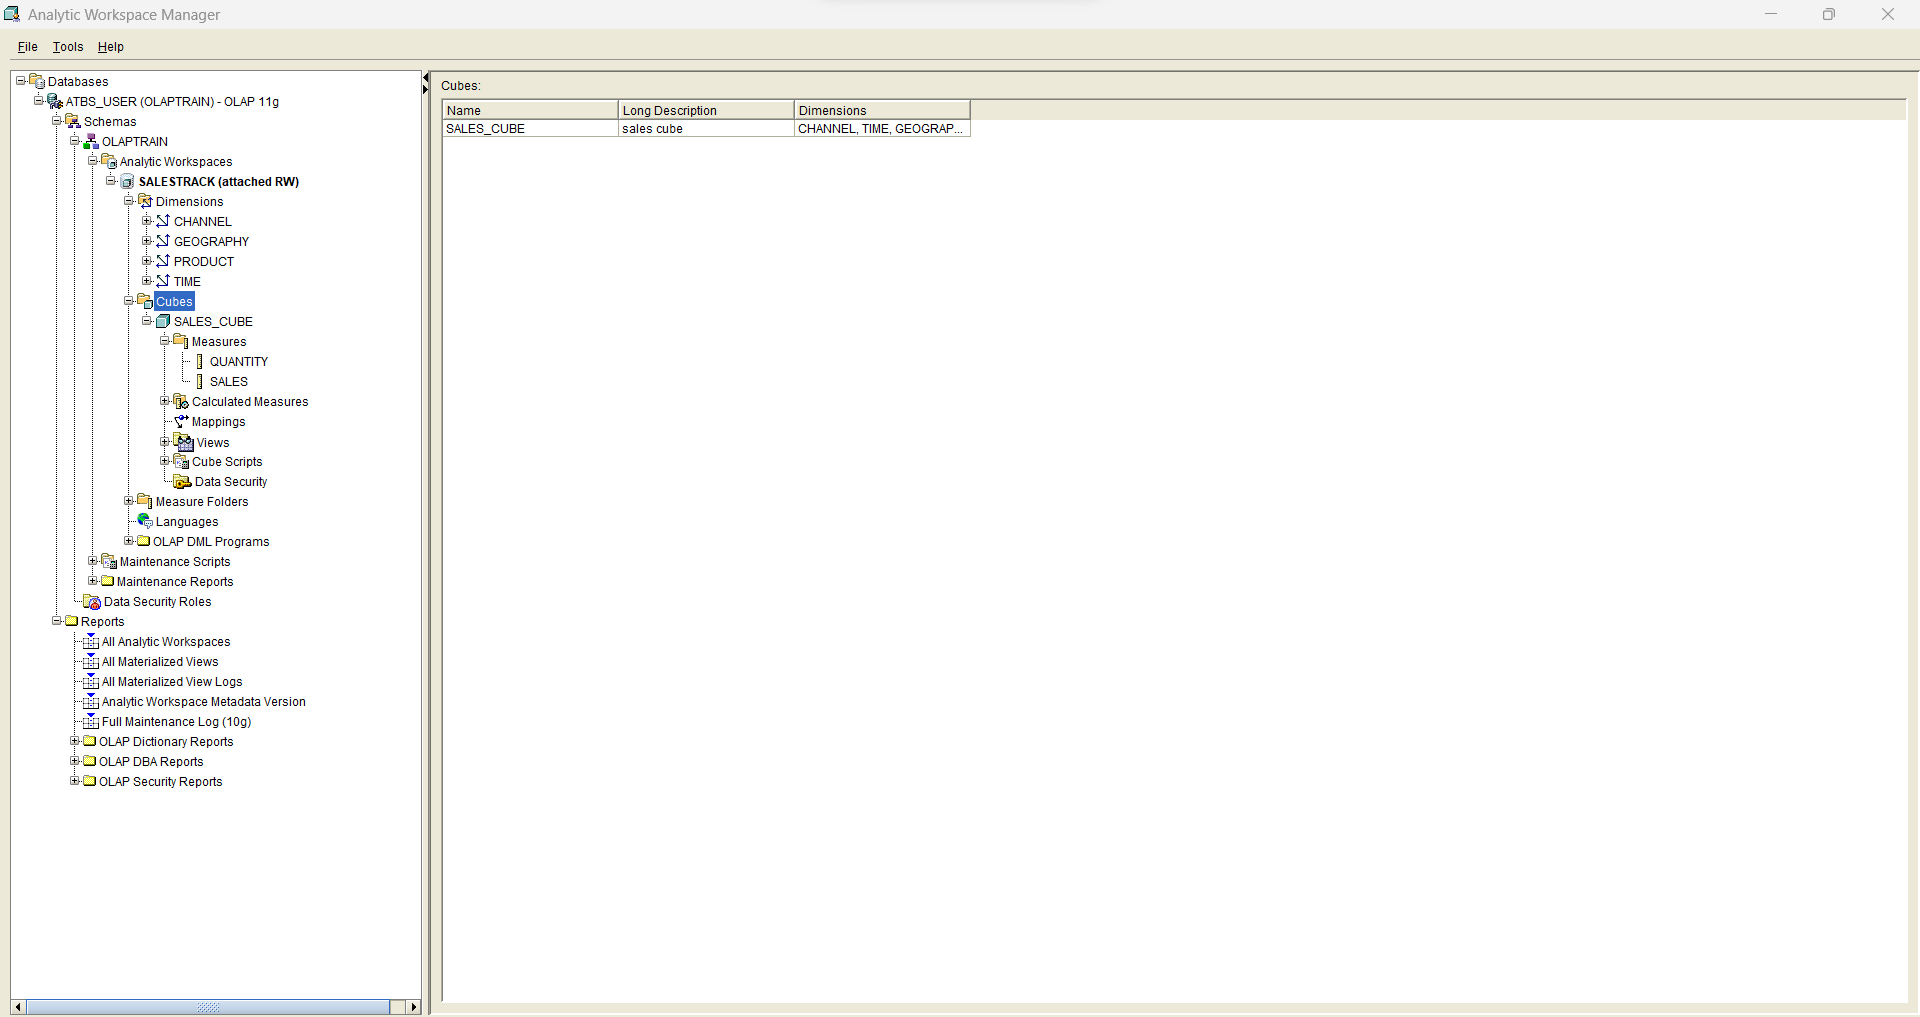 Analytic Workspace Manager
File Tools Help
Databases
ATBS_USER (OLAPTRAIN) - OLAP 11g
Schemas
OLAPTRAIN
Analytic Workspaces
SALESTRACK (attached RW)
Dimensions
CHANNEL
GEOGRAPHY
PRODUCT
TIME
Cubes
SALES_CUBE
Measures
QUANTITY
SALES
Calculated Measures
Mappings
Views
Cube Scripts
Data Security
Measure Folders
Languages
OLAP DML Programs
Maintenance Scripts
Maintenance Reports
Data Security Roles
Reports
All Analytic Workspaces
All Materialized Views
All Materialized View Logs
Analytic Workspace Metadata Version
Full Maintenance Log (10g)
OLAP Dictionary Reports
OLAP DBA Reports
OLAP Security Reports
Cubes:
Name Long Description Dimensions
SALES_CUBE sales cube CHANNEL, TIME, GEOGRAP...